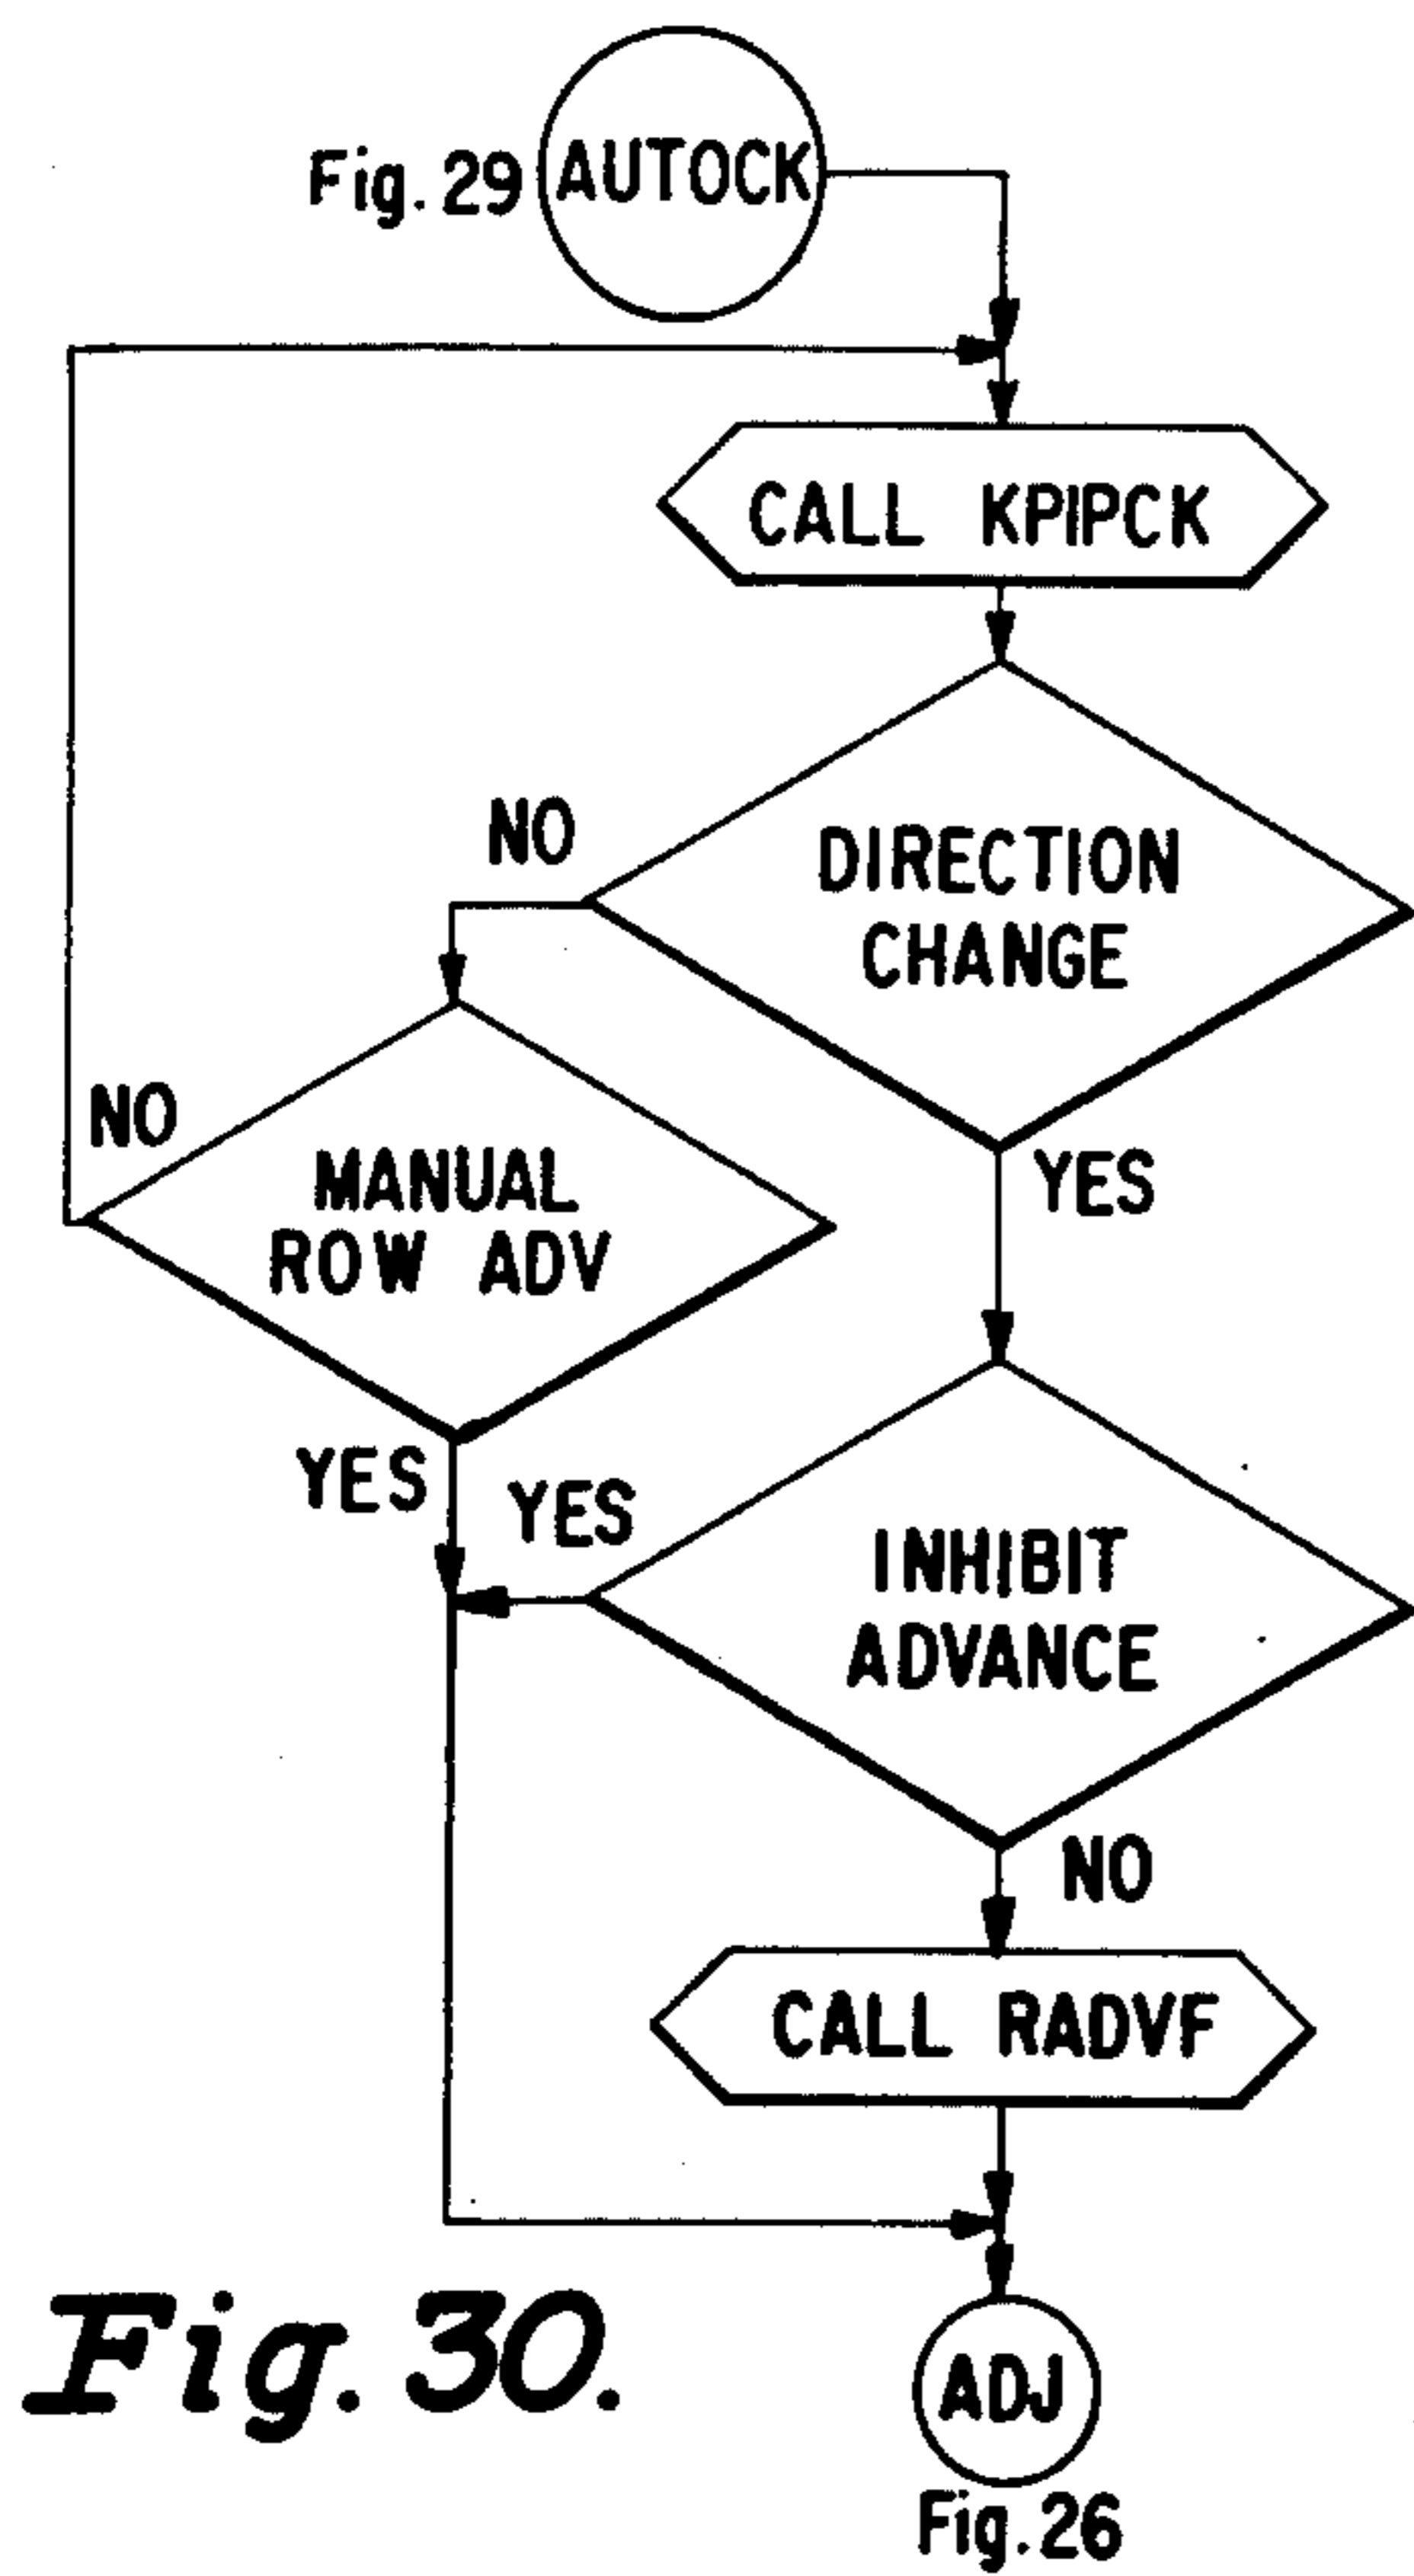 Fig. 29
AUTOCK
CALL KPIPCK
DIRECTION
CHANGE
NO
YES
MANUAL
ROW ADV
NO
YES
INHIBIT
ADVANCE
YES
NO
CALL RADVF
ADJ
Fig. 26
Fig. 30.